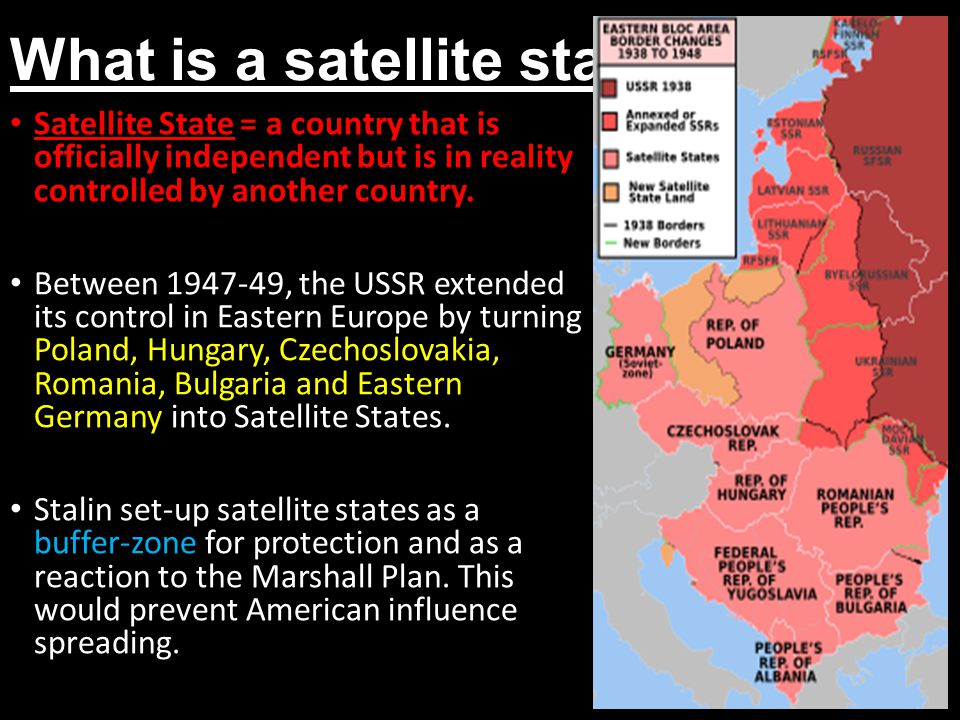 What is a satellite sta
• Satellite State = a country that is
officially independent but is in reality
controlled by another country.
• Between 1947-49, the USSR extended
its control in Eastern Europe by turning
Poland, Hungary, Czechoslovakia,
Romania, Bulgaria and Eastern
Germany into Satellite States.
• Stalin set-up satellite states as a
buffer-zone for protection and as a
reaction to the Marshall Plan. This
would prevent American influence
spreading.
EASTERN BLOC AREA
BORDER CHANGES
1938 TO 1948
USSR 1938
Annexed or
Expanded SSRs
Satellite States
New Satellite
State Land
1938 Borders
New Borders
KARELO-
FINNISH
SSR
RSFSR
ESTONIAN
SSR
RUSSIAN
SFSR
LATVIAN SSR
LITHUANIAN
SSR
RFSFR
BYELORUSSIAN
SSR
REP. OF
POLAND
GERMANY
(Soviet-
zone)
UKRAINIAN
SSR
CZECHOSLOVAK
REP.
MOL-
DAVIAN
SSR
REP. OF
HUNGARY
ROMANIAN
PEOPLE'S
REP.
FEDERAL
PEOPLE'S
REP. OF
YUGOSLAVIA
PEOPLE'S
REP. OF
BULGARIA
PEOPLE'S
REP. OF
ALBANIA